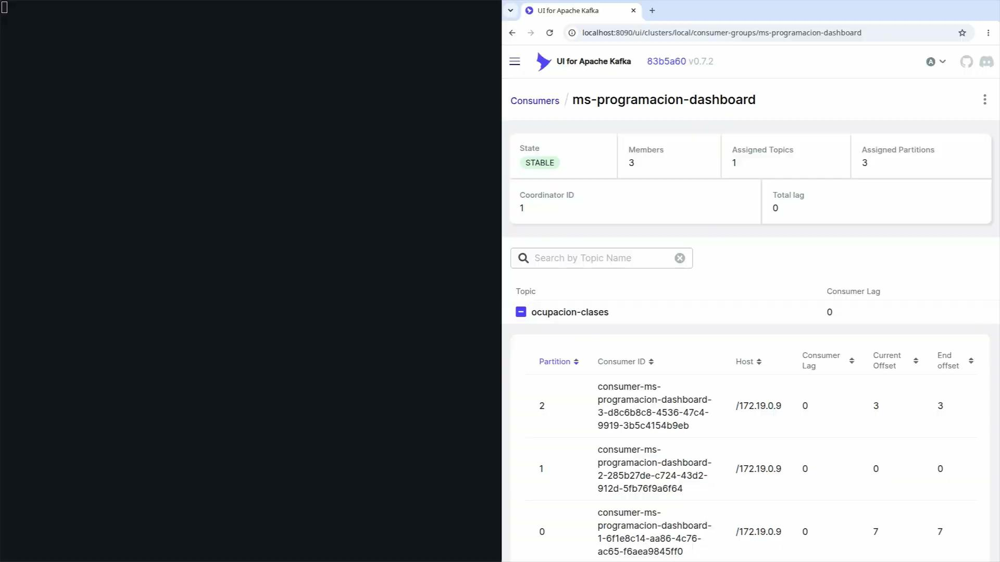 UI for Apache Kafka
localhost:8090/ui/clusters/local/consumer-groups/ms-programacion-dashboard
UI for Apache Kafka 83b5a60 v0.7.2
A
Consumers / ms-programacion-dashboard
State
STABLE
Members
3
Assigned Topics
1
Assigned Partitions
3
Coordinator ID
1
Total lag
0
Search by Topic Name
Topic Consumer Lag
ocupacion-clases 0
Partition Consumer ID Host Consumer Lag Current Offset End offset
2
consumer-ms-
programacion-dashboard-
3-d8c6b8c8-4536-47c4-
9919-3b5c4154b9eb
/172.19.0.9 0 3 3
1
consumer-ms-
programacion-dashboard-
2-285b27de-c724-43d2-
912d-5fb76f9a6f64
/172.19.0.9 0 0 0
0
consumer-ms-
programacion-dashboard-
1-6f1e8c14-aa86-4c76-
ac65-f6aea9845ff0
/172.19.0.9 0 7 7